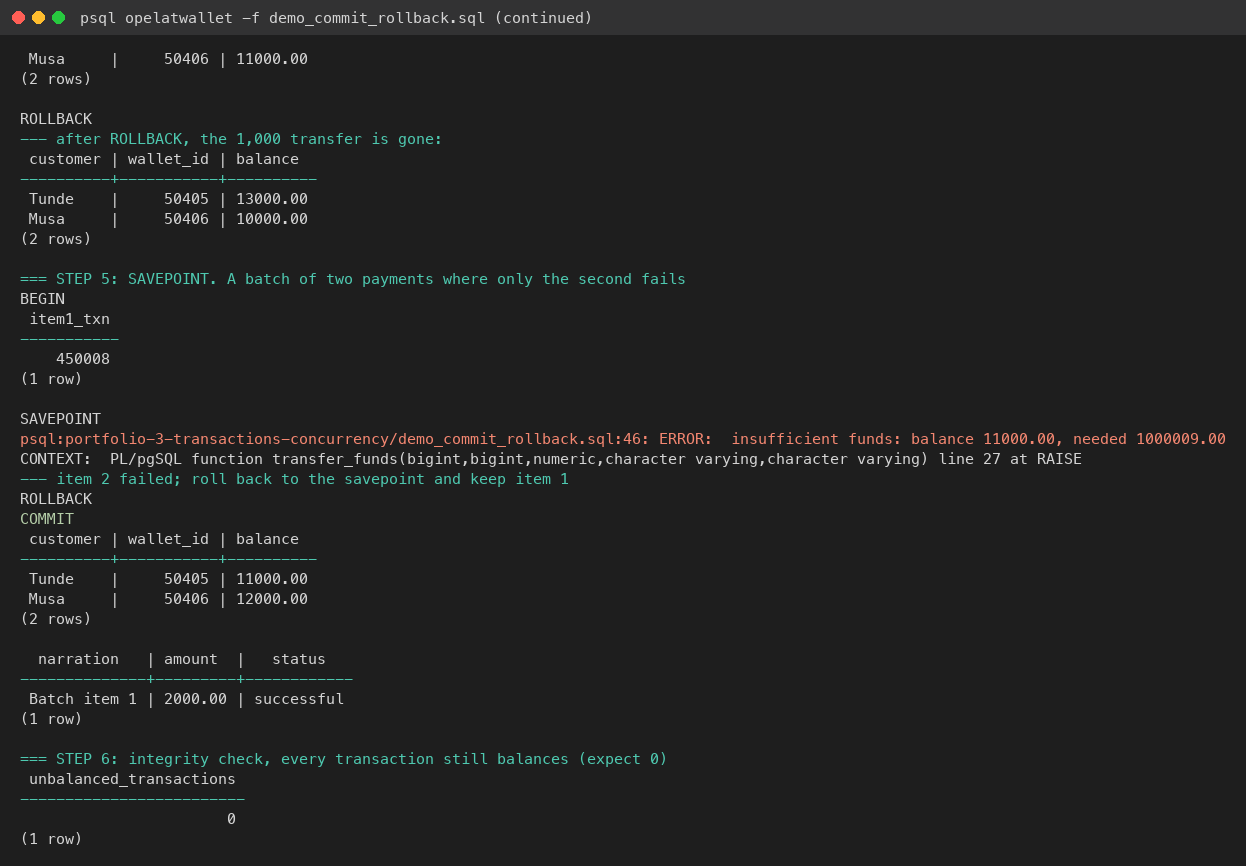 psql opelatwallet -f demo_commit_rollback.sql (continued)
 Musa     |     50406 | 11000.00
(2 rows)
ROLLBACK
--- after ROLLBACK, the 1,000 transfer is gone:
 customer | wallet_id | balance
----------+-----------+----------
 Tunde    |     50405 | 13000.00
 Musa     |     50406 | 10000.00
(2 rows)
=== STEP 5: SAVEPOINT. A batch of two payments where only the second fails
BEGIN
 item1_txn
-----------
    450008
(1 row)
SAVEPOINT
psql:portfolio-3-transactions-concurrency/demo_commit_rollback.sql:46: ERROR:  insufficient funds: balance 11000.00, needed 1000009.00
CONTEXT:  PL/pgSQL function transfer_funds(bigint,bigint,numeric,character varying,character varying) line 27 at RAISE
--- item 2 failed; roll back to the savepoint and keep item 1
ROLLBACK
COMMIT
 customer | wallet_id | balance
----------+-----------+----------
 Tunde    |     50405 | 11000.00
 Musa     |     50406 | 12000.00
(2 rows)
  narration   | amount  |   status
--------------+---------+------------
 Batch item 1 | 2000.00 | successful
(1 row)
=== STEP 6: integrity check, every transaction still balances (expect 0)
 unbalanced_transactions
-------------------------
                       0
(1 row)